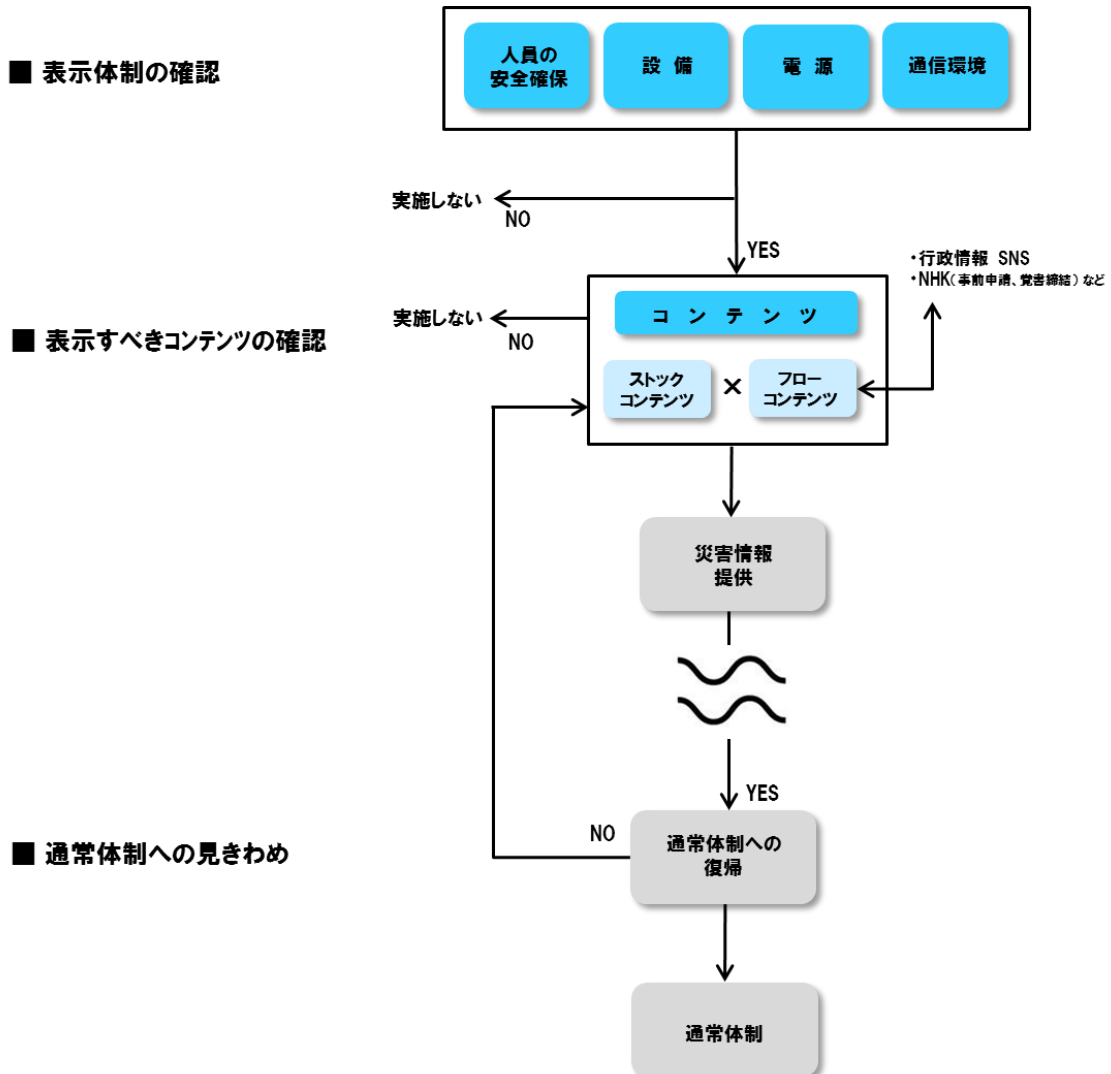 ■ 表示体制の確認
人員の
安全確保
設 備
電 源
通信環境
実施しない
NO
YES
・行政情報 SNS
・NHK(事前申請、覚書締結)など
■ 表示すべきコンテンツの確認
実施しない
NO
コ ン テ ン ツ
ストック
コンテンツ
×
フロー
コンテンツ
災害情報
提供
YES
■ 通常体制への見きわめ
NO
通常体制への
復帰
通常体制